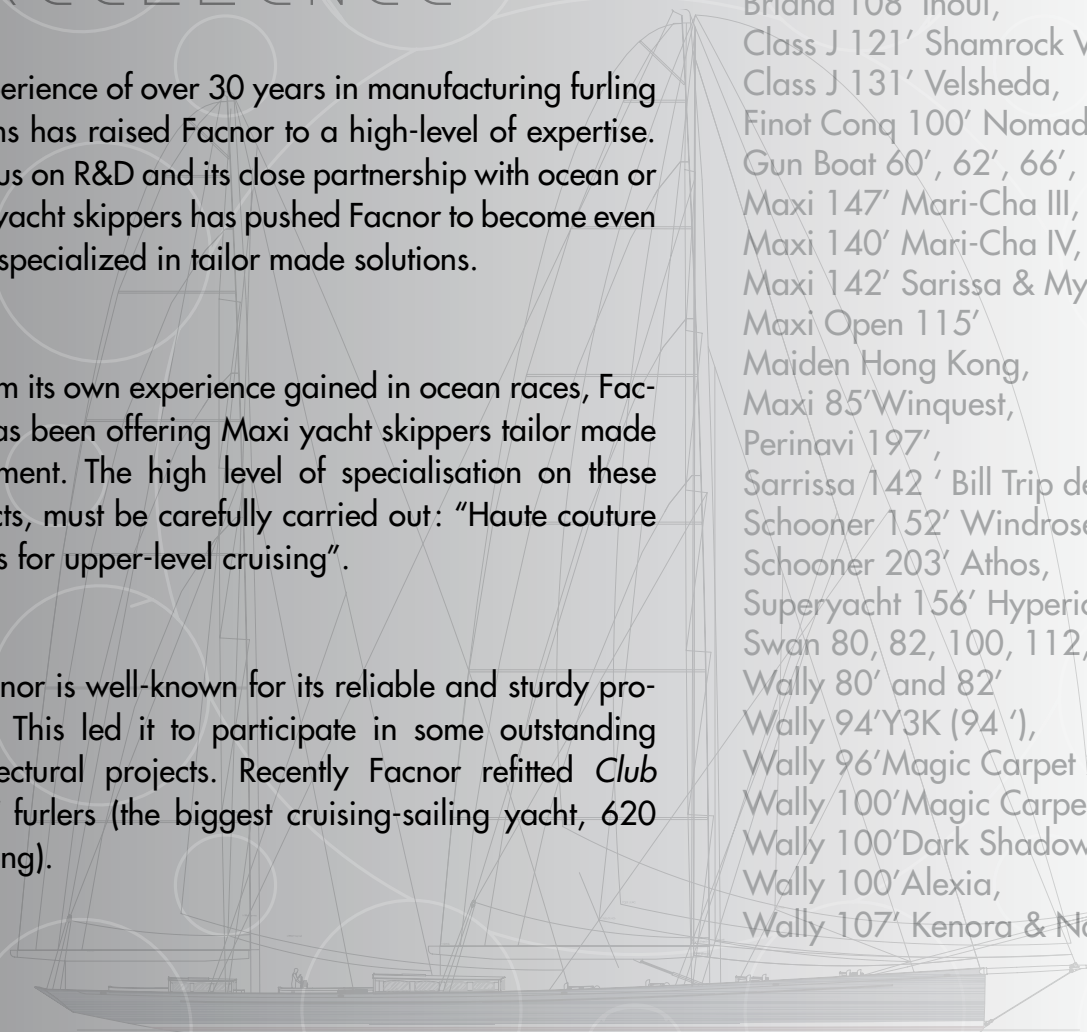 erience of over 30 years in manufacturing furling
ns has raised Facnor to a high-level of expertise.
us on R&D and its close partnership with ocean or
yacht skippers has pushed Facnor to become even
specialized in tailor made solutions.
m its own experience gained in ocean races, Fac-
as been offering Maxi yacht skippers tailor made
ment. The high level of specialisation on these
cts, must be carefully carried out: “Haute couture
s for upper-level cruising”.
nor is well-known for its reliable and sturdy pro-
This led it to participate in some outstanding
ectural projects. Recently Facnor refitted Club
furlers (the biggest cruising-sailing yacht, 620
ng).
Briand 108’ Inoui,
Class J 121’ Shamrock V
Class J 131’ Velsheda,
Finot Conq 100’ Nomad
Gun Boat 60’, 62’, 66’,
Maxi 147’ Mari-Cha III,
Maxi 140’ Mari-Cha IV,
Maxi 142’ Sarissa & My
Maxi Open 115’
Maiden Hong Kong,
Maxi 85’Winquest,
Perinavi 197’,
Sarrissa 142 ‘ Bill Trip de
Schooner 152’ Windrose
Schooner 203’ Athos,
Superyacht 156’ Hyperio
Swan 80, 82, 100, 112,
Wally 80’ and 82’
Wally 94’Y3K (94 ‘),
Wally 96’Magic Carpet
Wally 100’Magic Carpe
Wally 100’Dark Shadow
Wally 100’Alexia,
Wally 107’ Kenora & No